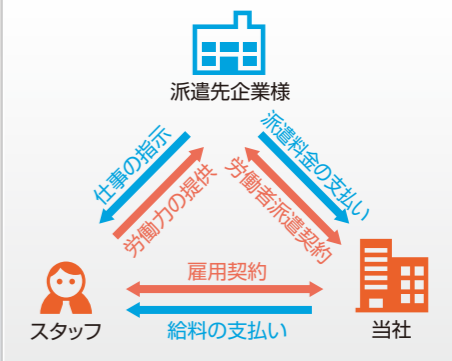 派遣先企業様
仕事の指示
労働力の提供
派遣料金の支払い
労働者派遣契約
雇用契約
給料の支払い
スタッフ
当社